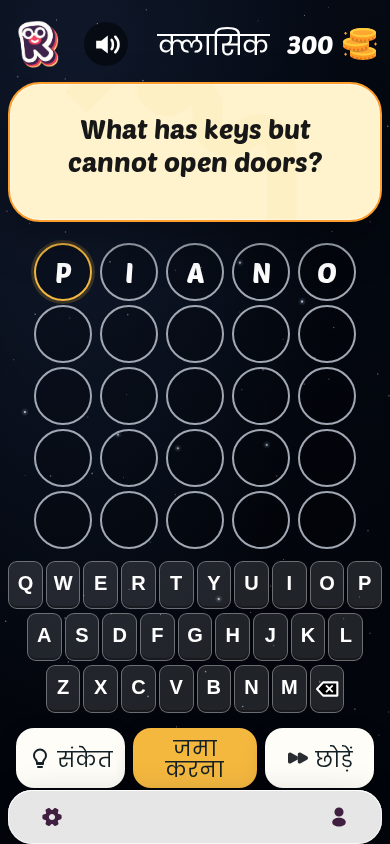 क्लासिक 300
What has keys but
cannot open doors?
P I A N O
Q W E R T Y U I O P
A S D F G H J K L
Z X C V B N M
संकेत
जमा
करना
छोड़ें